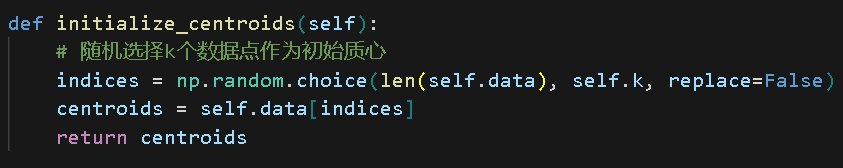 def initialize_centroids(self):
    # 随机选择k个数据点作为初始质心
    indices = np.random.choice(len(self.data), self.k, replace=False)
    centroids = self.data[indices]
    return centroids